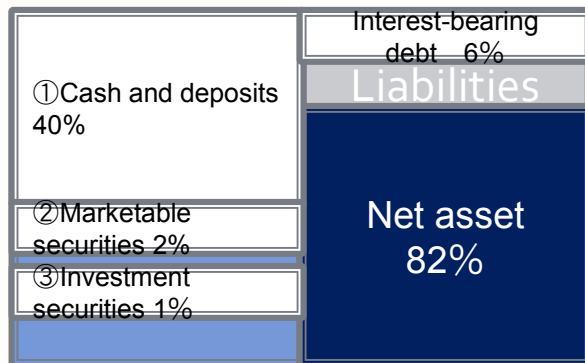 ①Cash and deposits
40%
②Marketable
securities 2%
③Investment
securities 1%
Interest-bearing
debt 6%
Liabilities
Net asset
82%